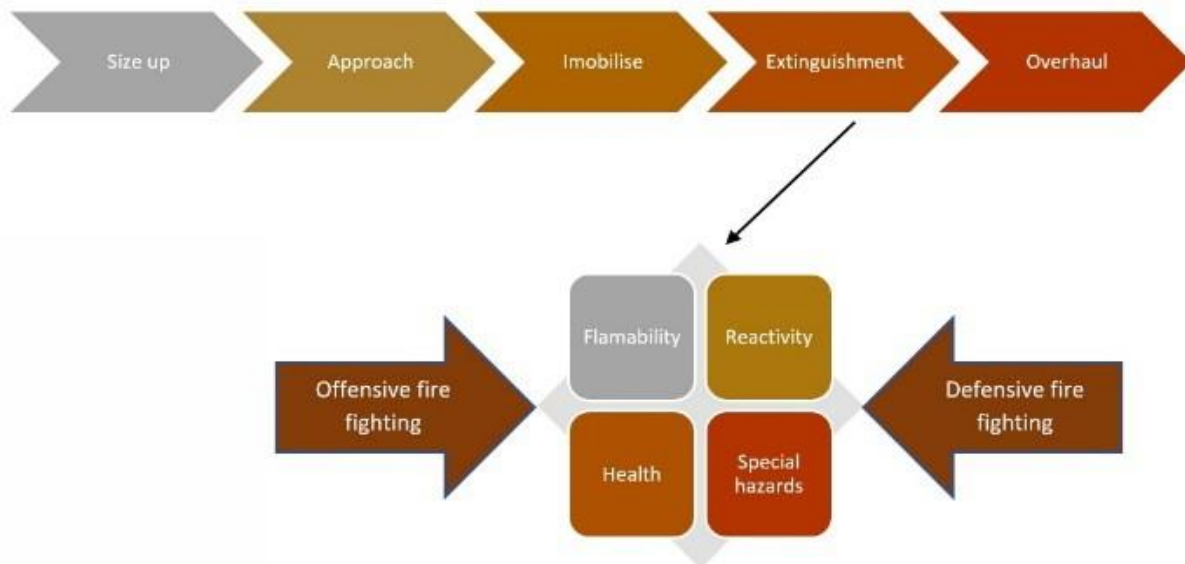 Size up
Approach
Imobilise
Extinguishment
Overhaul
Flamability
Reactivity
Offensive fire
fighting
Defensive fire
fighting
Health
Special
hazards